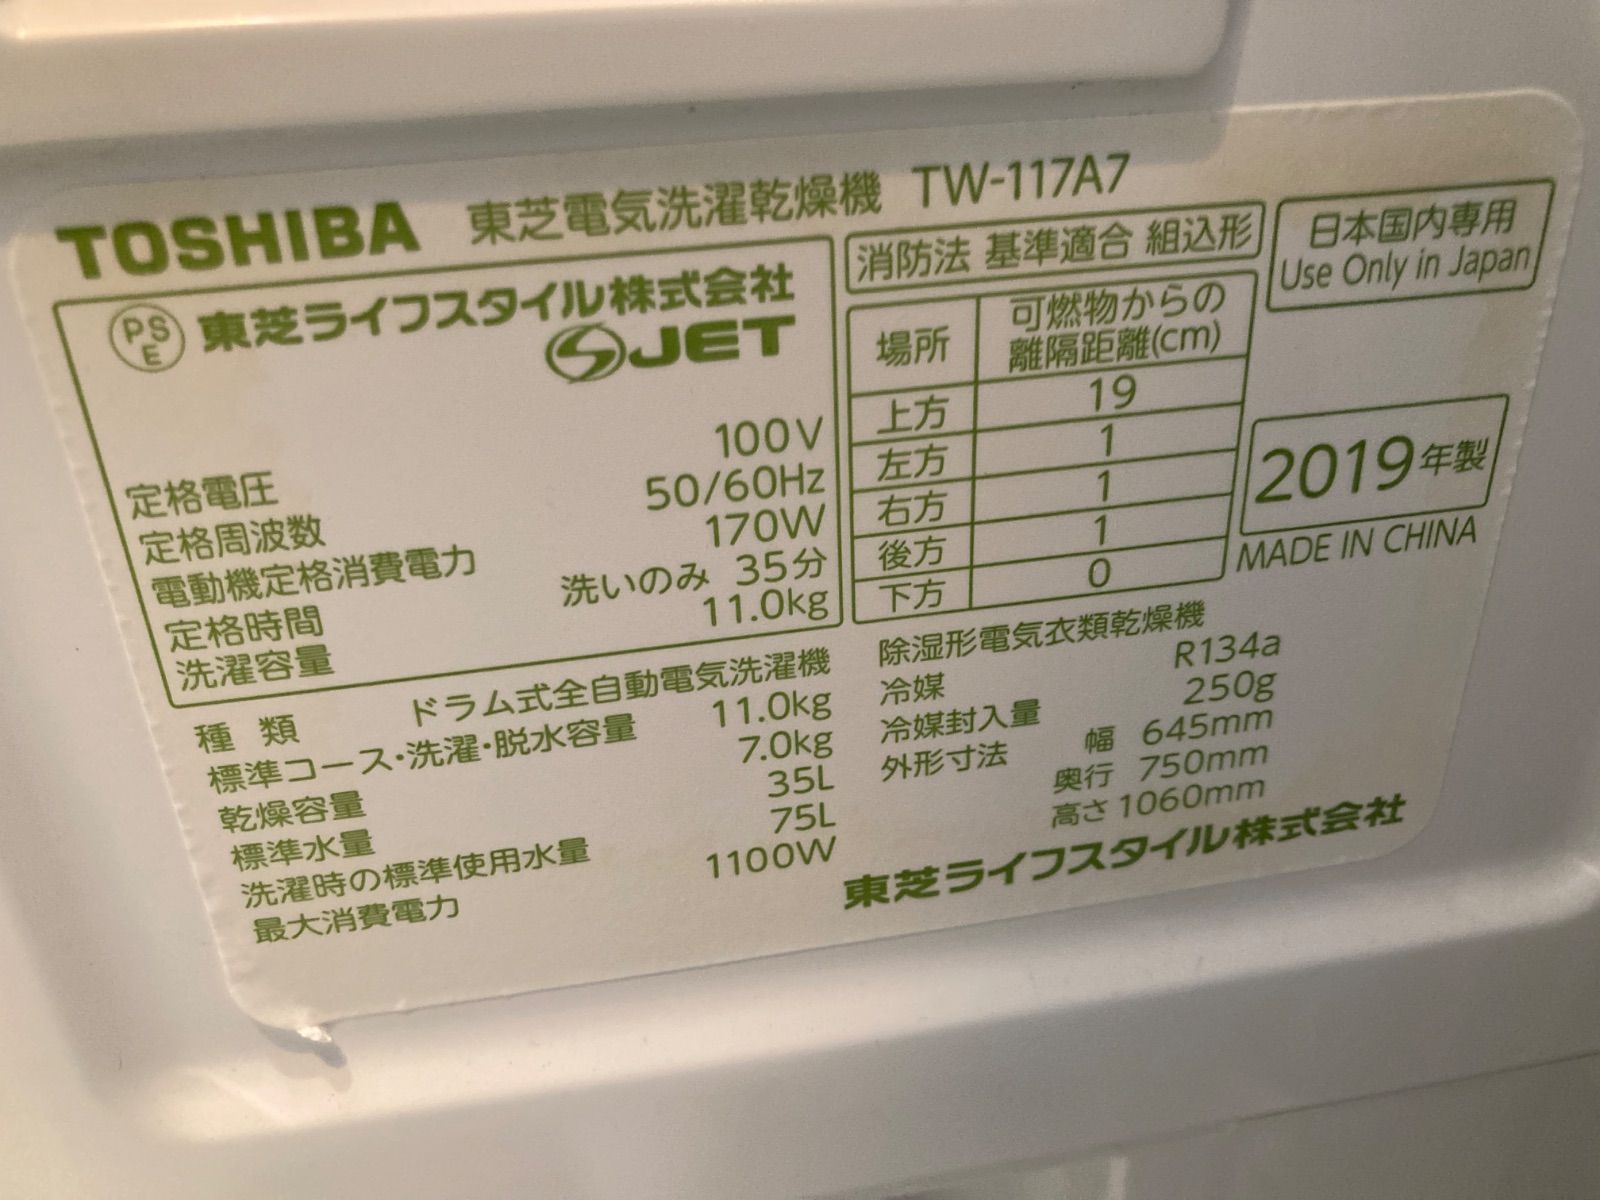 TOSHIBA 東芝電気洗濯乾燥機 TW-117A7
PSE 東芝ライフスタイル株式会社
JET
定格電圧 100V
定格周波数 50/60Hz
電動機定格消費電力 170W
定格時間 洗いのみ 35分
洗濯容量 11.0kg
種 類 ドラム式全自動電気洗濯機
標準コース・洗濯・脱水容量 11.0kg
乾燥容量 7.0kg
標準水量 35L
洗濯時の標準使用水量 75L
最大消費電力 1100W
消防法 基準適合 組込形
場所 可燃物からの
離隔距離(cm)
上方 19
左方 1
右方 1
後方 1
下方 0
日本国内専用
Use Only in Japan
2019年製
MADE IN CHINA
除湿形電気衣類乾燥機
冷媒 R134a
冷媒封入量 250g
外形寸法 幅 645mm
奥行 750mm
高さ 1060mm
東芝ライフスタイル株式会社